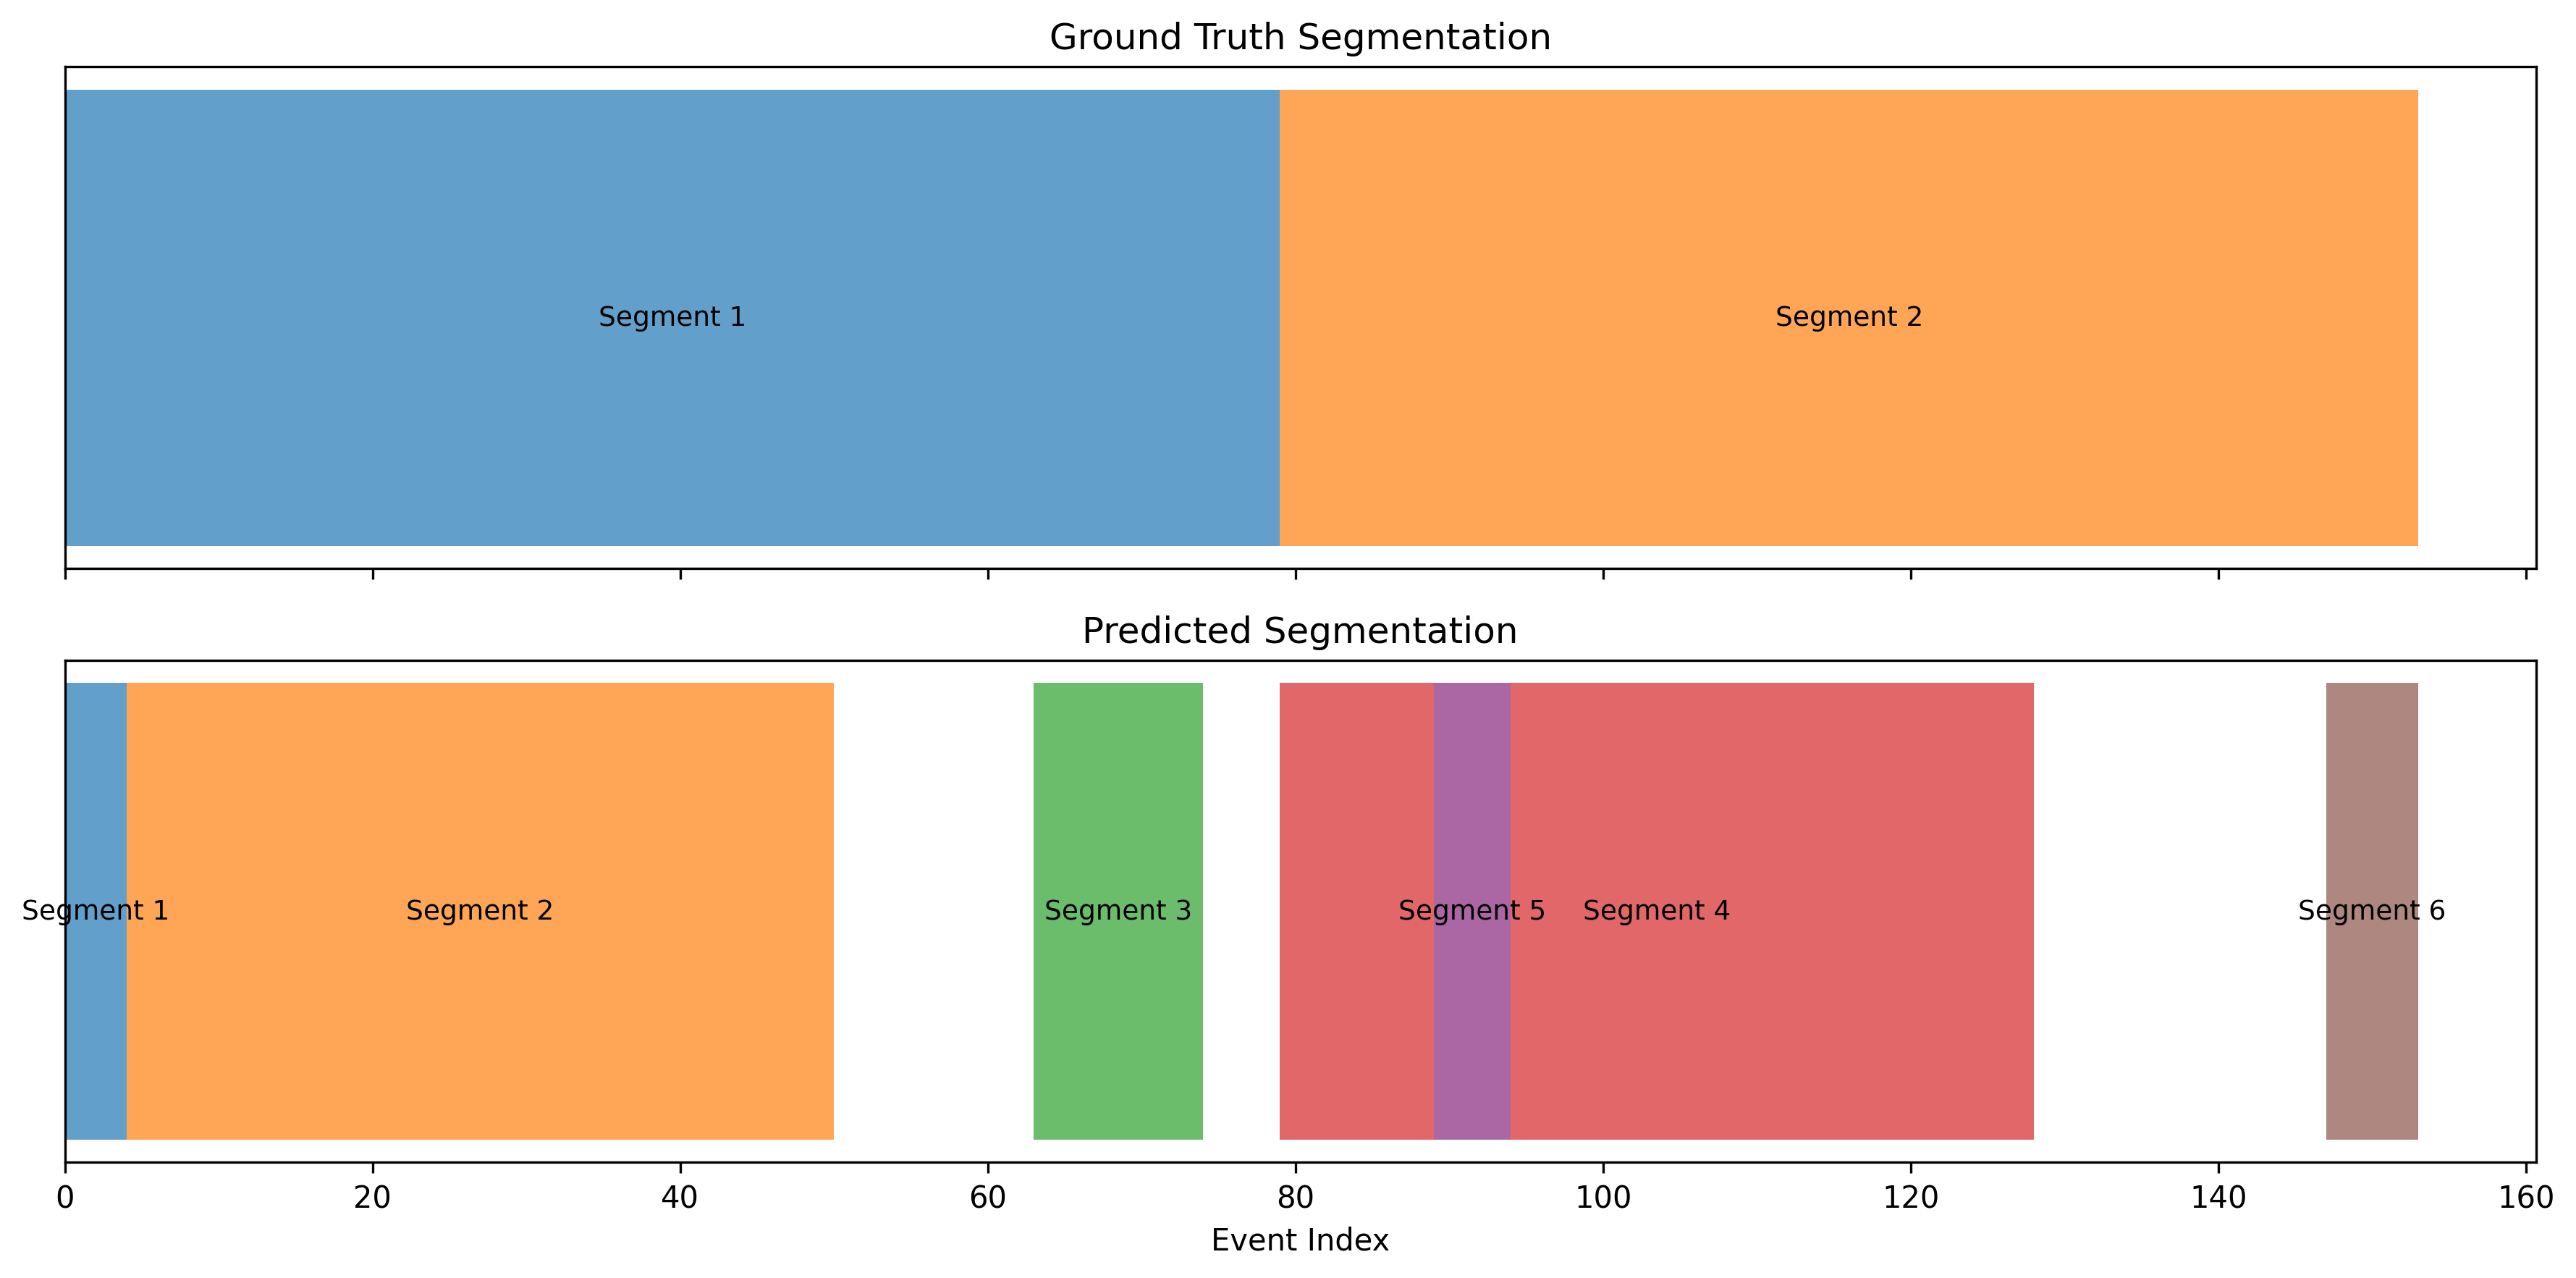 Ground Truth Segmentation
Segment 1
Segment 2
Predicted Segmentation
Segment 1
Segment 2
Segment 3
Segment 5
Segment 4
Segment 6
0 20 40 60 80 100 120 140 160
Event Index